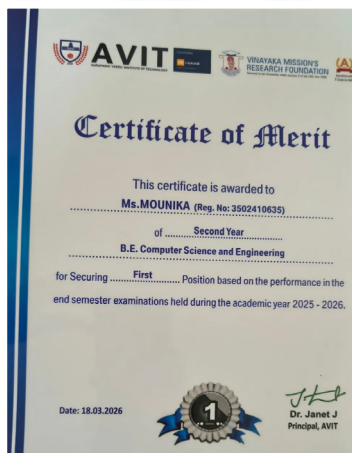 AVIT
VINAYAKA MISSION'S
RESEARCH FOUNDATION
Certificate of Merit
This certificate is awarded to
Ms.MOUNIKA (Reg. No: 3502410635)
of Second Year
B.E. Computer Science and Engineering
for Securing First Position based on the performance in the
end semester examinations held during the academic year 2025 - 2026.
1
Date: 18.03.2026
Dr. Janet J
Principal, AVIT